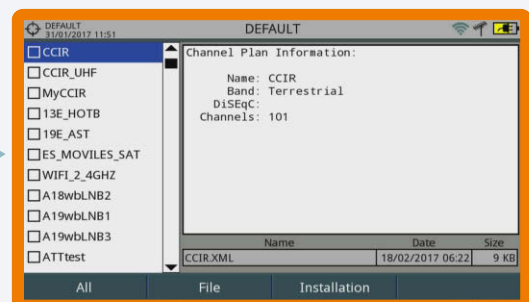 DEFAULT
31/01/2017 11:51
DEFAULT
CCIR
CCIR_UHF
MyCCIR
13E_HOTB
19E_AST
ES_MOVILES_SAT
WIFI_2_4GHZ
A18wbLNB2
A19wbLNB1
A19wbLNB3
ATTtest
Channel Plan Information:
Name: CCIR
Band: Terrestrial
DiSEqC:
Channels: 101
Name Date Size
CCIR.XML 18/02/2017 06:22 9 KB
All File Installation